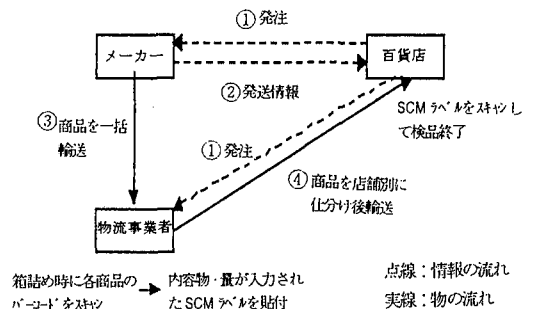 ①発注
メーカー
百貨店
②発送情報
③商品を一括
輸送
SCMラベルをスキャンし
て検品終了
①発注
④商品を店舗別に
仕分け後輸送
物流事業者
箱詰め時に各商品の
バーコードをスキャン
内容物・量が入力され
たSCMラベルを貼付
点線：情報の流れ
実線：物の流れ